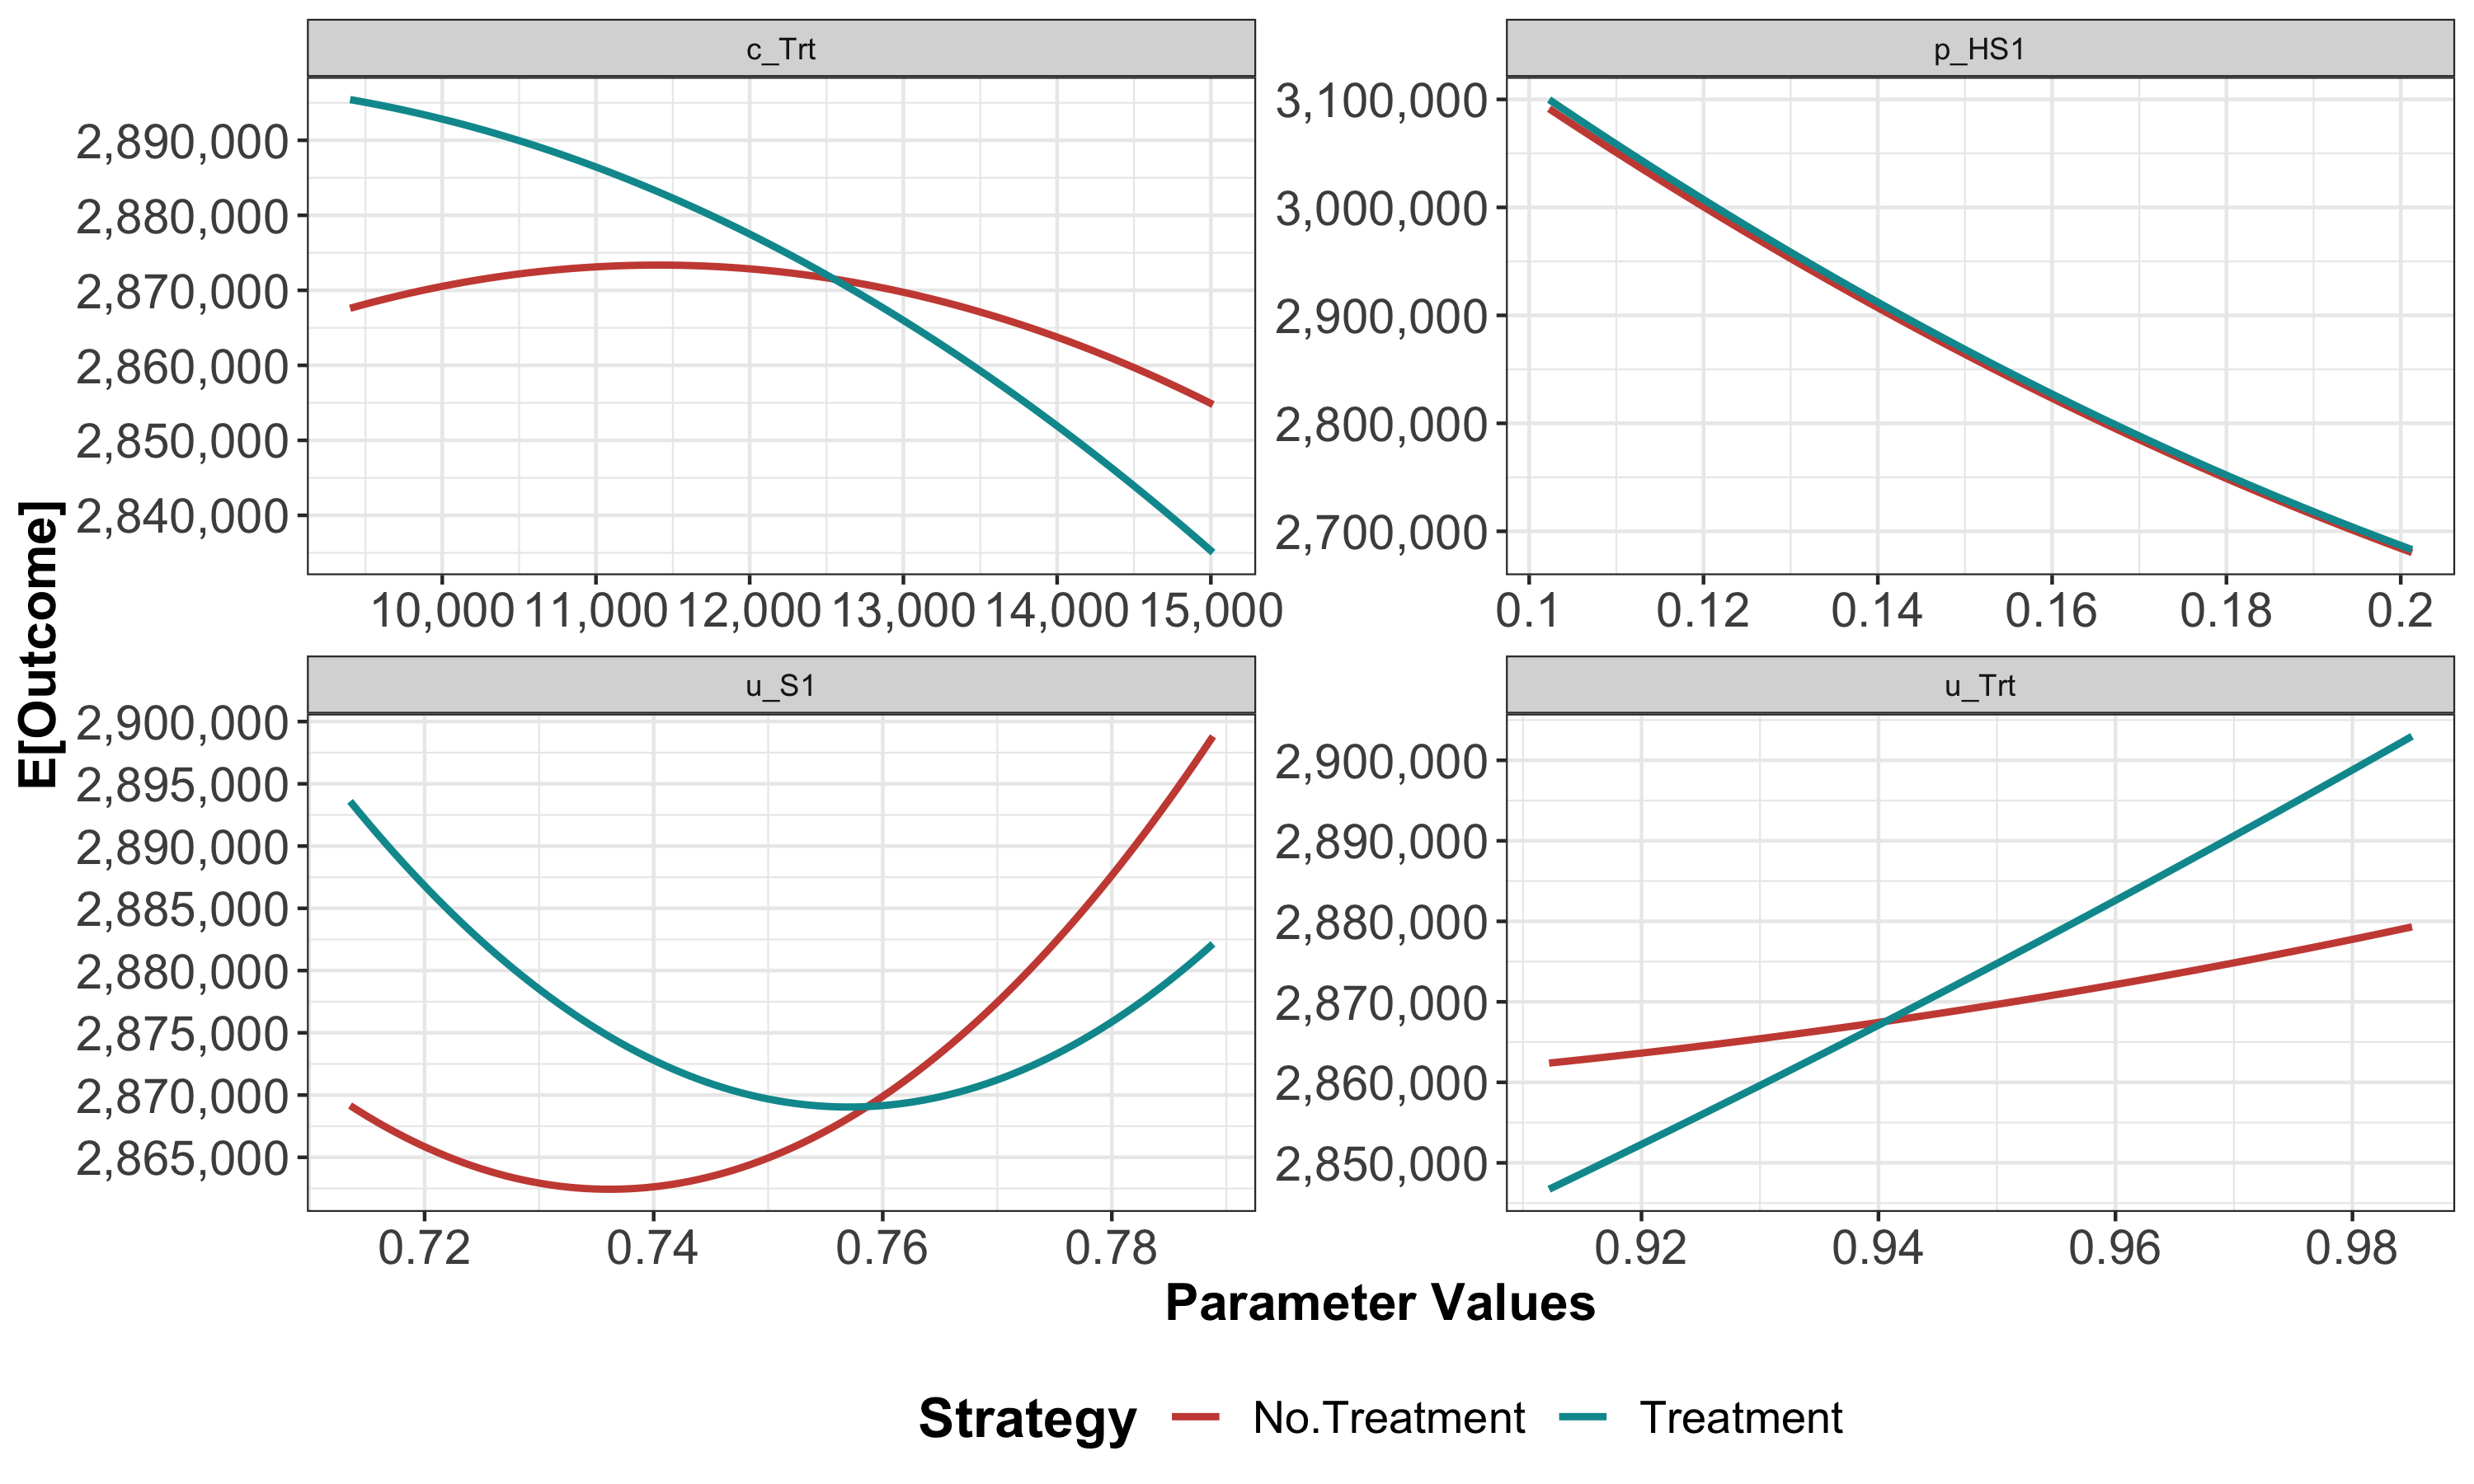 c_Trt
2,890,000
2,880,000
2,870,000
2,860,000
2,850,000
2,840,000
10,000 11,000 12,000 13,000 14,000 15,000
p_HS1
3,100,000
3,000,000
2,900,000
2,800,000
2,700,000
0.1 0.12 0.14 0.16 0.18 0.2
E[Outcome]
u_S1
2,900,000
2,895,000
2,890,000
2,885,000
2,880,000
2,875,000
2,870,000
2,865,000
0.72 0.74 0.76 0.78
u_Trt
2,900,000
2,890,000
2,880,000
2,870,000
2,860,000
2,850,000
0.92 0.94 0.96 0.98
Parameter Values
Strategy No.Treatment Treatment